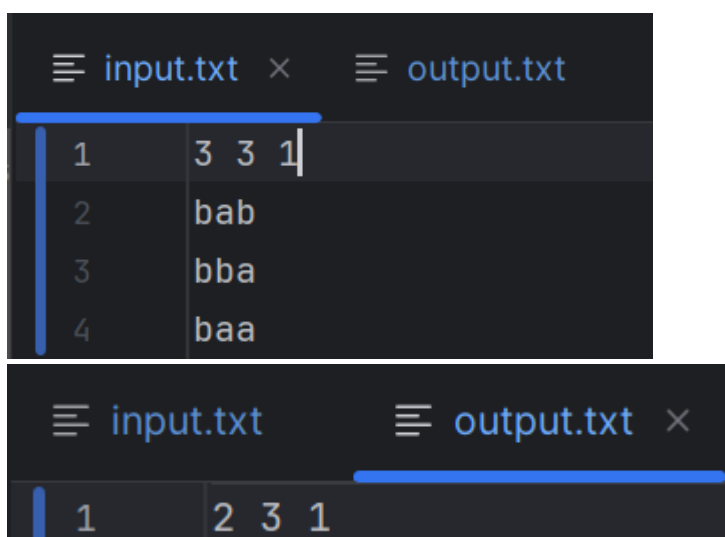 input.txt × output.txt
1 3 3 1
2 bab
3 bba
4 baa
input.txt output.txt ×
1 2 3 1